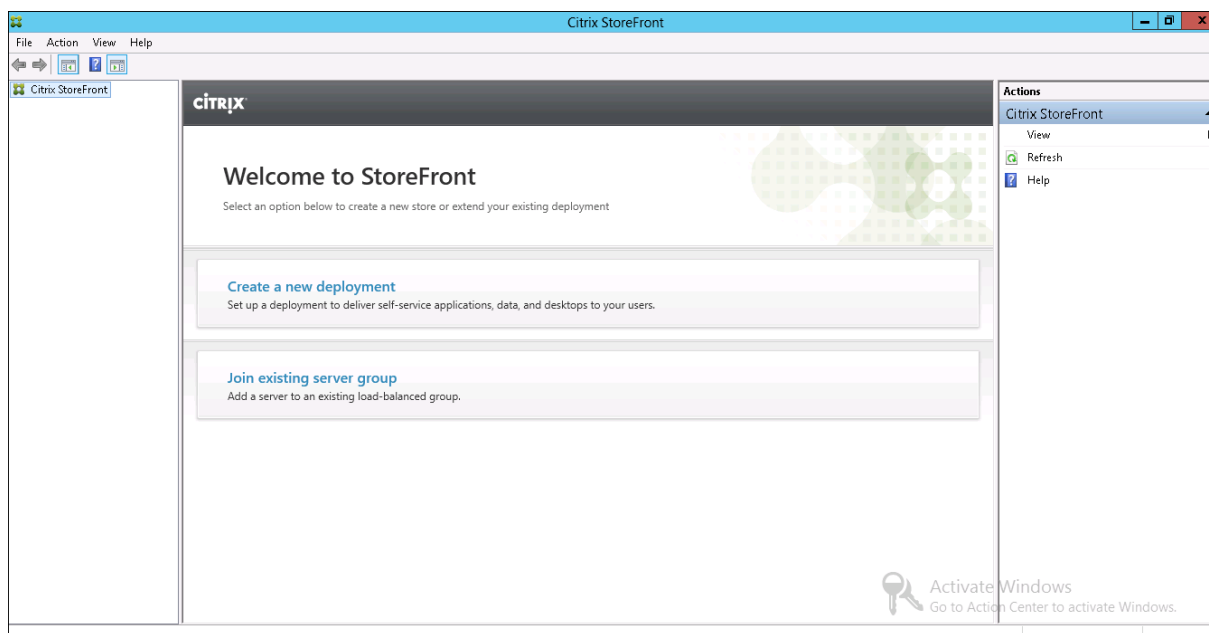 Citrix StoreFront
File Action View Help
Citrix StoreFront
CİTRIX
Welcome to StoreFront
Select an option below to create a new store or extend your existing deployment
Create a new deployment
Set up a deployment to deliver self-service applications, data, and desktops to your users.
Join existing server group
Add a server to an existing load-balanced group.
Actions
Citrix StoreFront
View
Refresh
Help
Activate Windows
Go to Action Center to activate Windows.